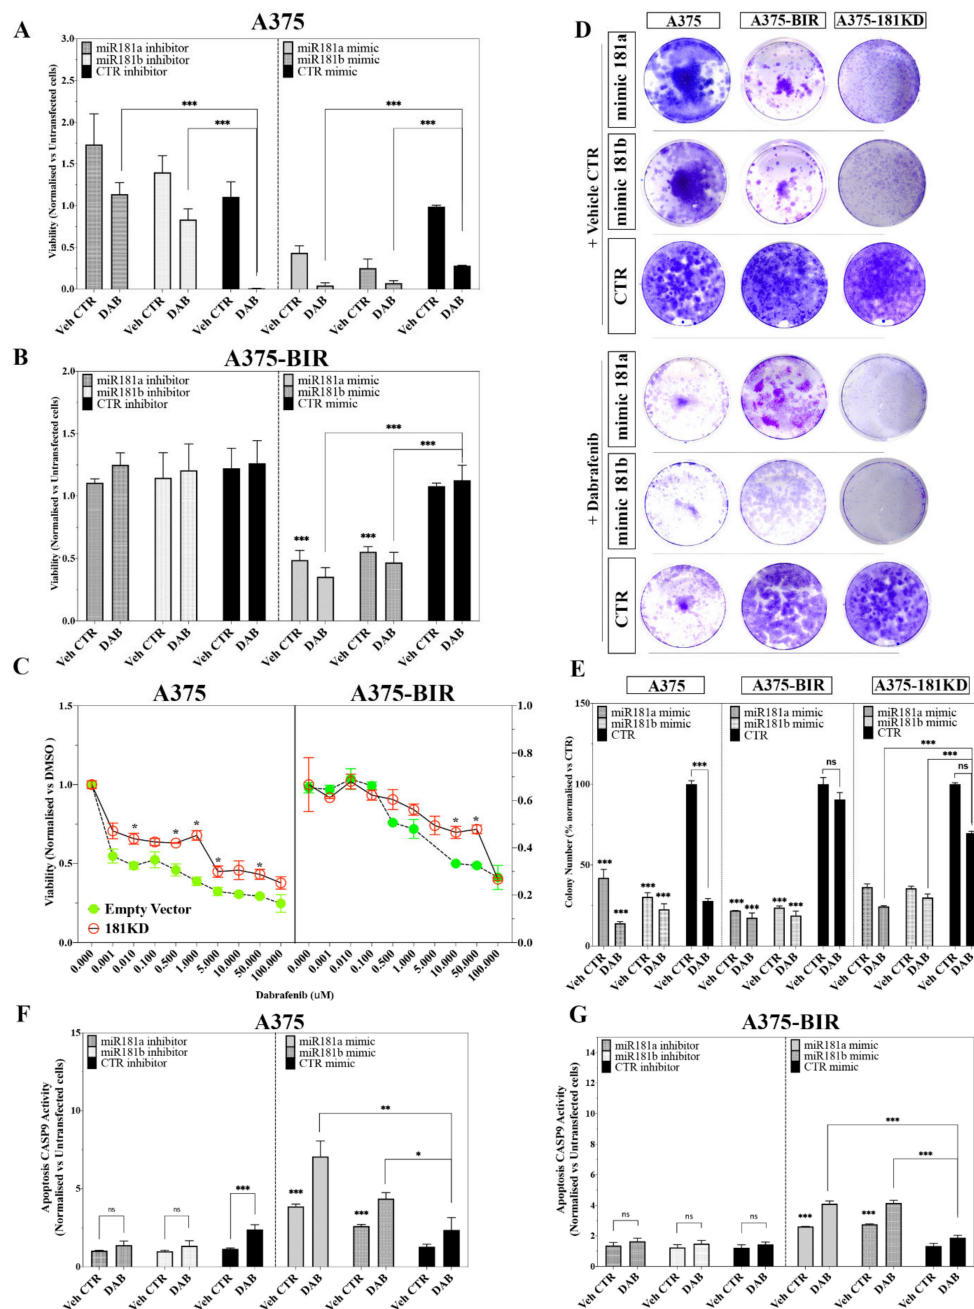 A
A375
Viability (Normalised vs Untransfected cells)
3.0
2.5
2.0
1.5
1.0
0.5
0.0
miR181a inhibitor
miR181b inhibitor
CTR inhibitor
miR181a mimic
miR181b mimic
CTR mimic
***
***
***
***
Veh CTR
DAB
Veh CTR
DAB
Veh CTR
DAB
Veh CTR
DAB
Veh CTR
DAB
Veh CTR
DAB
B
A375-BIR
Viability (Normalised vs Untransfected cells)
2.0
1.5
1.0
0.5
0.0
miR181a inhibitor
miR181b inhibitor
CTR inhibitor
miR181a mimic
miR181b mimic
CTR mimic
***
***
***
***
Veh CTR
DAB
Veh CTR
DAB
Veh CTR
DAB
Veh CTR
DAB
Veh CTR
DAB
Veh CTR
DAB
C
A375
A375-BIR
Viability (Normalised vs DMSO )
1.5
1.0
0.5
0.0
1.0
0.8
0.6
0.4
0.2
0.0
* * * * *
* *
Empty Vector
181KD
0.000
0.001
0.010
0.100
0.500
1.000
5.000
10.000
50.000
100.000
0.000
0.001
0.010
0.100
0.500
1.000
5.000
10.000
50.000
100.000
Dabrafenib (uM)
D
A375
A375-BIR
A375-181KD
+ Vehicle CTR
mimic 181a
mimic 181b
CTR
+ Dabrafenib
mimic 181a
mimic 181b
CTR
E
A375
A375-BIR
A375-181KD
Colony Number (% normalised vs CTR)
150
100
50
0
miR181a mimic
miR181b mimic
CTR
miR181a mimic
miR181b mimic
CTR
miR181a mimic
miR181b mimic
CTR
***
***
***
***
***
***
***
***
***
ns
***
***
ns
Veh CTR
DAB
Veh CTR
DAB
Veh CTR
DAB
Veh CTR
DAB
Veh CTR
DAB
Veh CTR
DAB
Veh CTR
DAB
Veh CTR
DAB
Veh CTR
DAB
F
A375
Apoptosis CASP9 Activity
(Normalised vs Untransfected cells)
15
10
5
0
miR181a inhibitor
miR181b inhibitor
CTR inhibitor
miR181a mimic
miR181b mimic
CTR mimic
ns
ns
***
***
***
**
*
Veh CTR
DAB
Veh CTR
DAB
Veh CTR
DAB
Veh CTR
DAB
Veh CTR
DAB
Veh CTR
DAB
G
A375-BIR
Apoptosis CASP9 Activity
(Normalised vs Untransfected cells)
14
12
10
8
6
4
2
0
miR181a inhibitor
miR181b inhibitor
CTR inhibitor
miR181a mimic
miR181b mimic
CTR mimic
ns
ns
ns
***
***
***
***
Veh CTR
DAB
Veh CTR
DAB
Veh CTR
DAB
Veh CTR
DAB
Veh CTR
DAB
Veh CTR
DAB